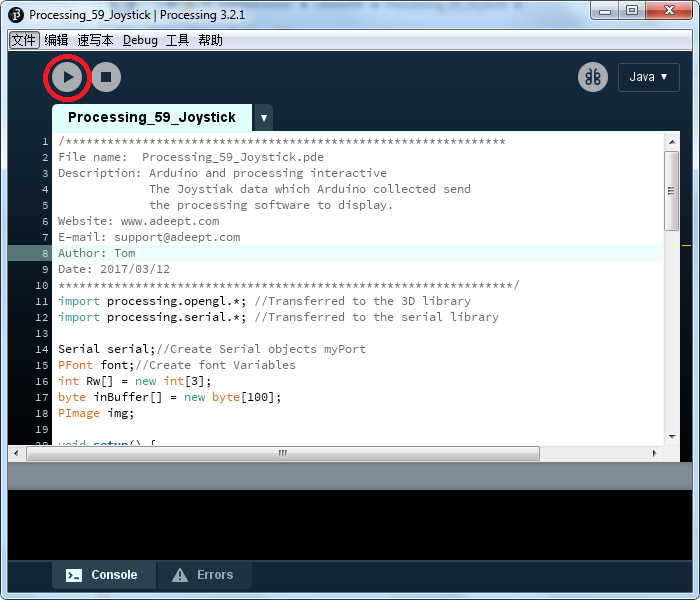 Processing_59_Joystick | Processing 3.2.1
文件 编辑 速写本 Debug 工具 帮助
Java ▼
Processing_59_Joystick ▼
1 /***************************************************************
2 File name:  Processing_59_Joystick.pde
3 Description: Arduino and processing interactive
4 The Joystiak data which Arduino collected send
5 the processing software to display.
6 Website: www.adeept.com
7 E-mail: support@adeept.com
8 Author: Tom
9 Date: 2017/03/12
10 *****************************************************************/
11 import processing.opengl.*; //Transferred to the 3D library
12 import processing.serial.*; //Transferred to the serial library
13
14 Serial serial;//Create Serial objects myPort
15 PFont font;//Create font Variables
16 int Rw[] = new int[3];
17 byte inBuffer[] = new byte[100];
18 PImage img;
19
20 void setup() {
Console Errors